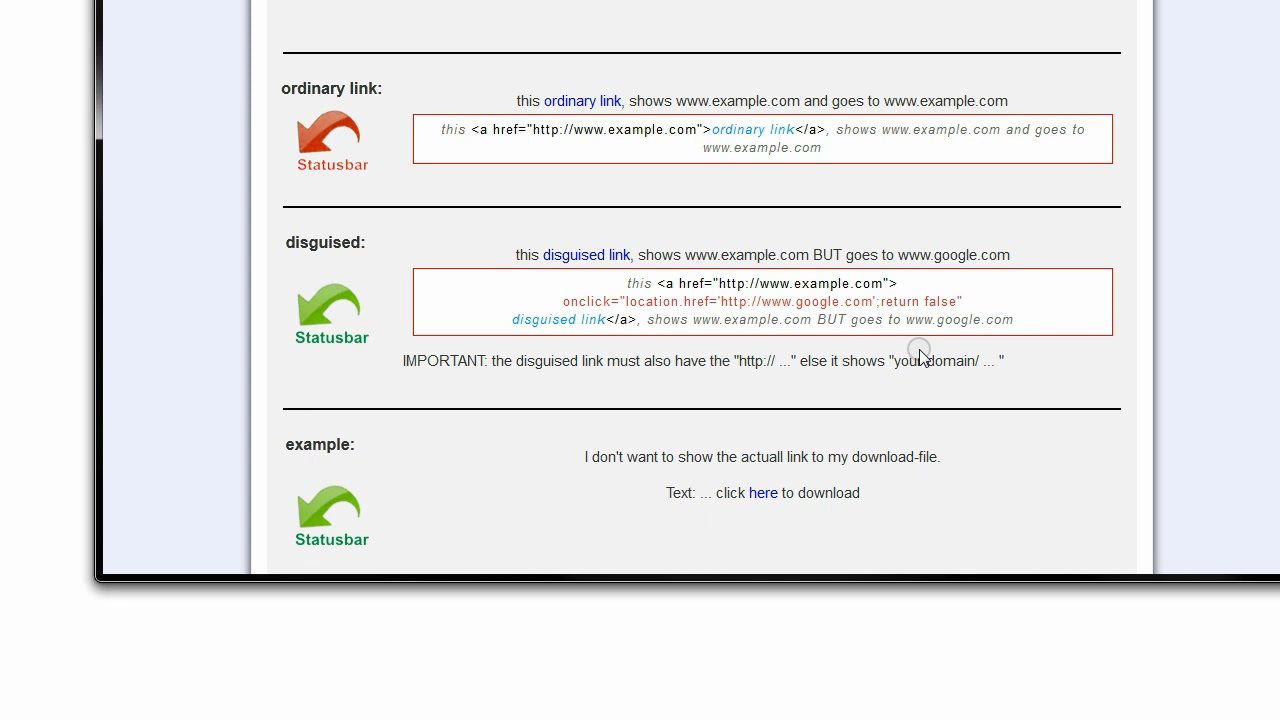 ordinary link:
this ordinary link, shows www.example.com and goes to www.example.com
this <a href="http://www.example.com">ordinary link</a>, shows www.example.com and goes to
www.example.com
Statusbar
disguised:
this disguised link, shows www.example.com BUT goes to www.google.com
this <a href="http://www.example.com">
onclick="location.href='http://www.google.com';return false"
disguised link</a>, shows www.example.com BUT goes to www.google.com
Statusbar
IMPORTANT: the disguised link must also have the "http:// ..." else it shows "your domain/ ... "
example:
I don't want to show the actuall link to my download-file.
Text: ... click here to download
Statusbar